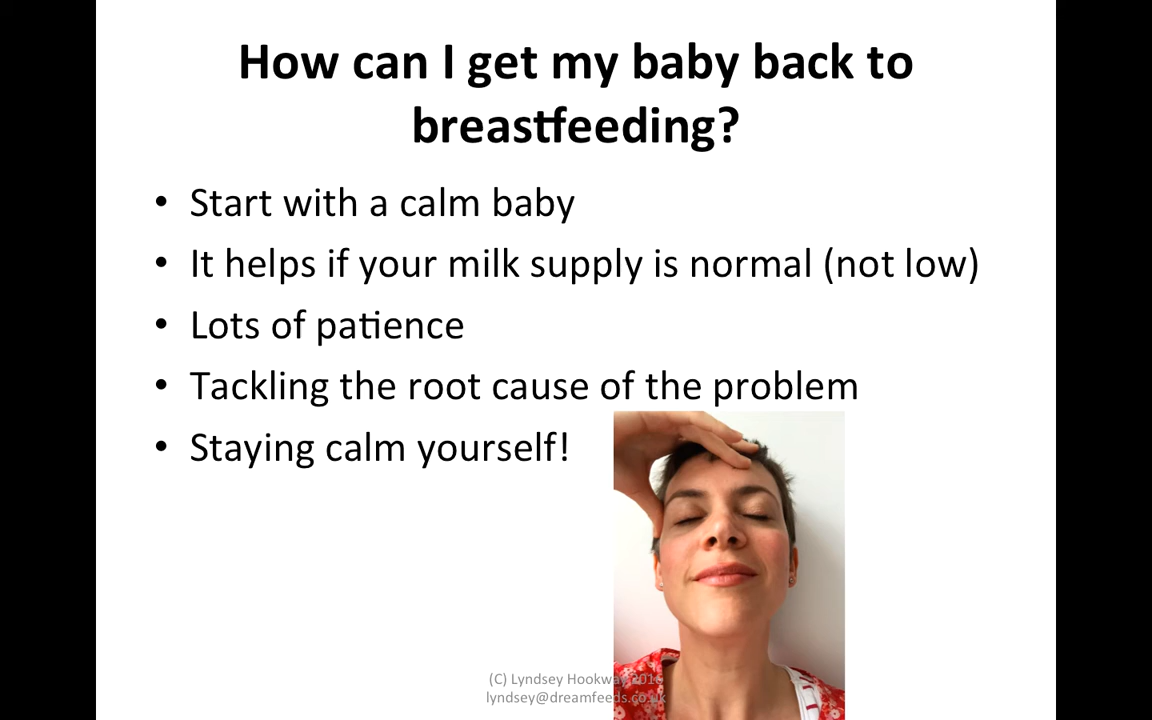 How can I get my baby back to
breastfeeding?
• Start with a calm baby
• It helps if your milk supply is normal (not low)
• Lots of patience
• Tackling the root cause of the problem
• Staying calm yourself!
(C) Lyndsey Hookway
lyndsey@dreamfeeds.co.uk